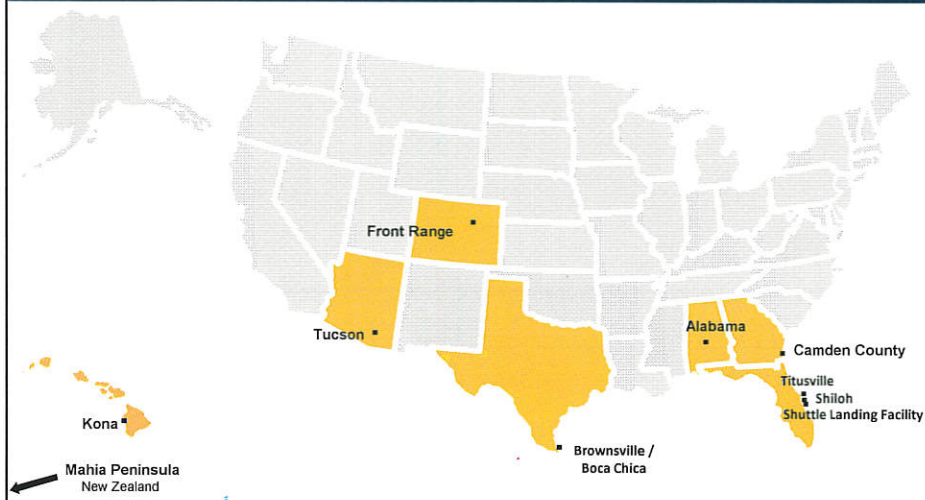 Front Range
Tucson
Alabama
Camden County
Titusville
Shiloh
Shuttle Landing Facility
Kona
Brownsville /
Boca Chica
Mahia Peninsula
New Zealand